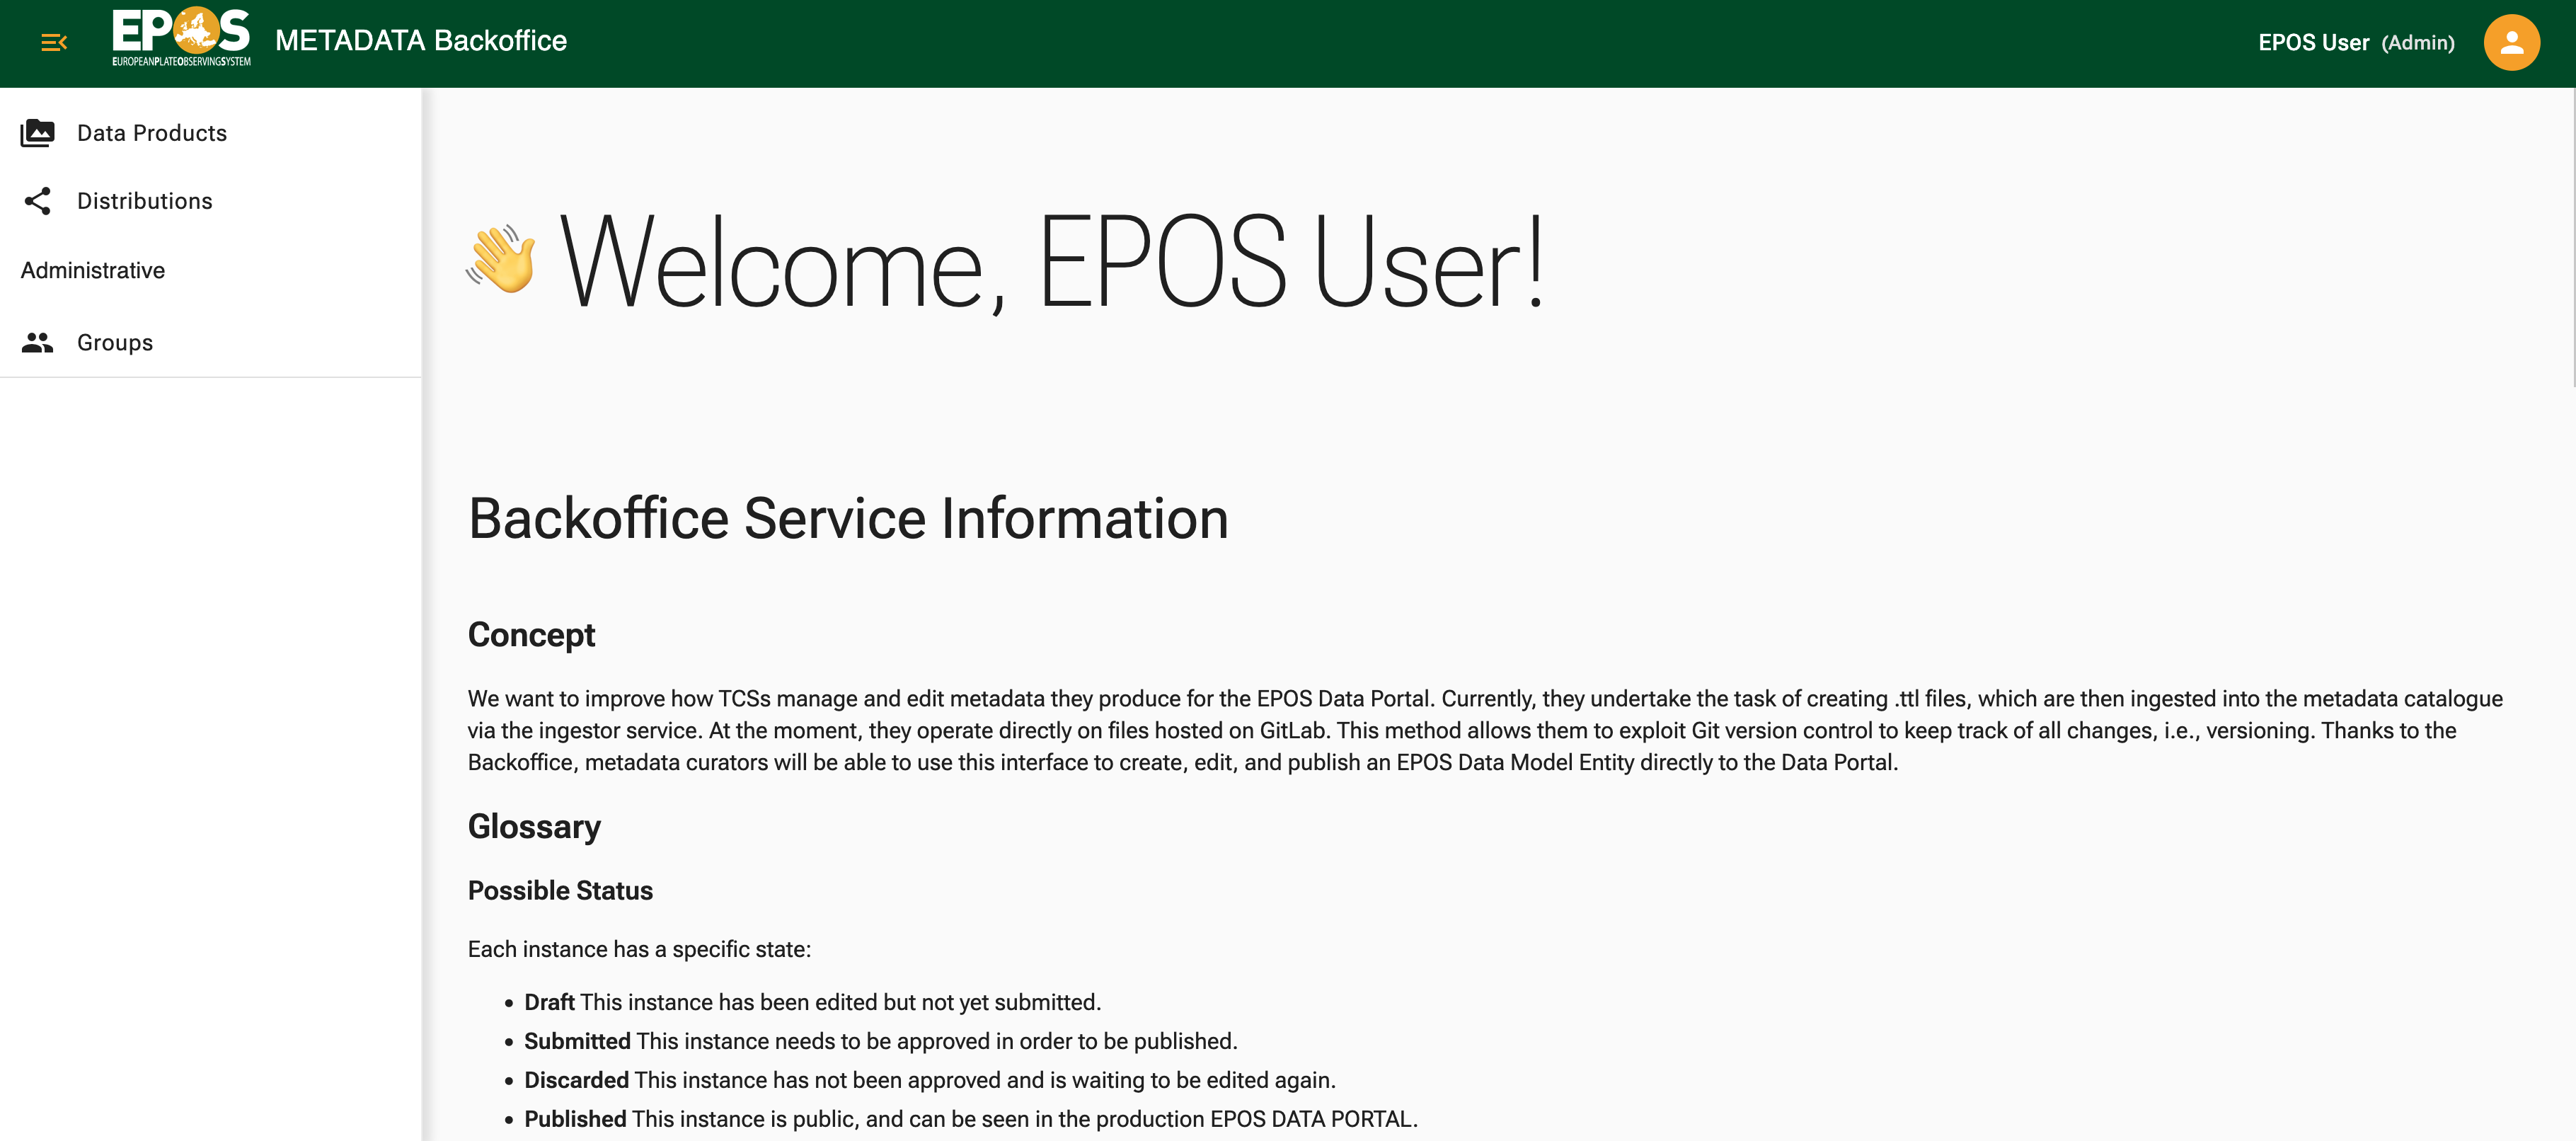 EPOS
EUROPEANPLATEOBSERVINGSYSTEM
METADATA Backoffice
EPOS User (Admin)
Data Products
Distributions
Administrative
Groups
👋 Welcome, EPOS User!
Backoffice Service Information
Concept
We want to improve how TCSs manage and edit metadata they produce for the EPOS Data Portal. Currently, they undertake the task of creating .ttl files, which are then ingested into the metadata catalogue
via the ingestor service. At the moment, they operate directly on files hosted on GitLab. This method allows them to exploit Git version control to keep track of all changes, i.e., versioning. Thanks to the
Backoffice, metadata curators will be able to use this interface to create, edit, and publish an EPOS Data Model Entity directly to the Data Portal.
Glossary
Possible Status
Each instance has a specific state:
• Draft This instance has been edited but not yet submitted.
• Submitted This instance needs to be approved in order to be published.
• Discarded This instance has not been approved and is waiting to be edited again.
• Published This instance is public, and can be seen in the production EPOS DATA PORTAL.